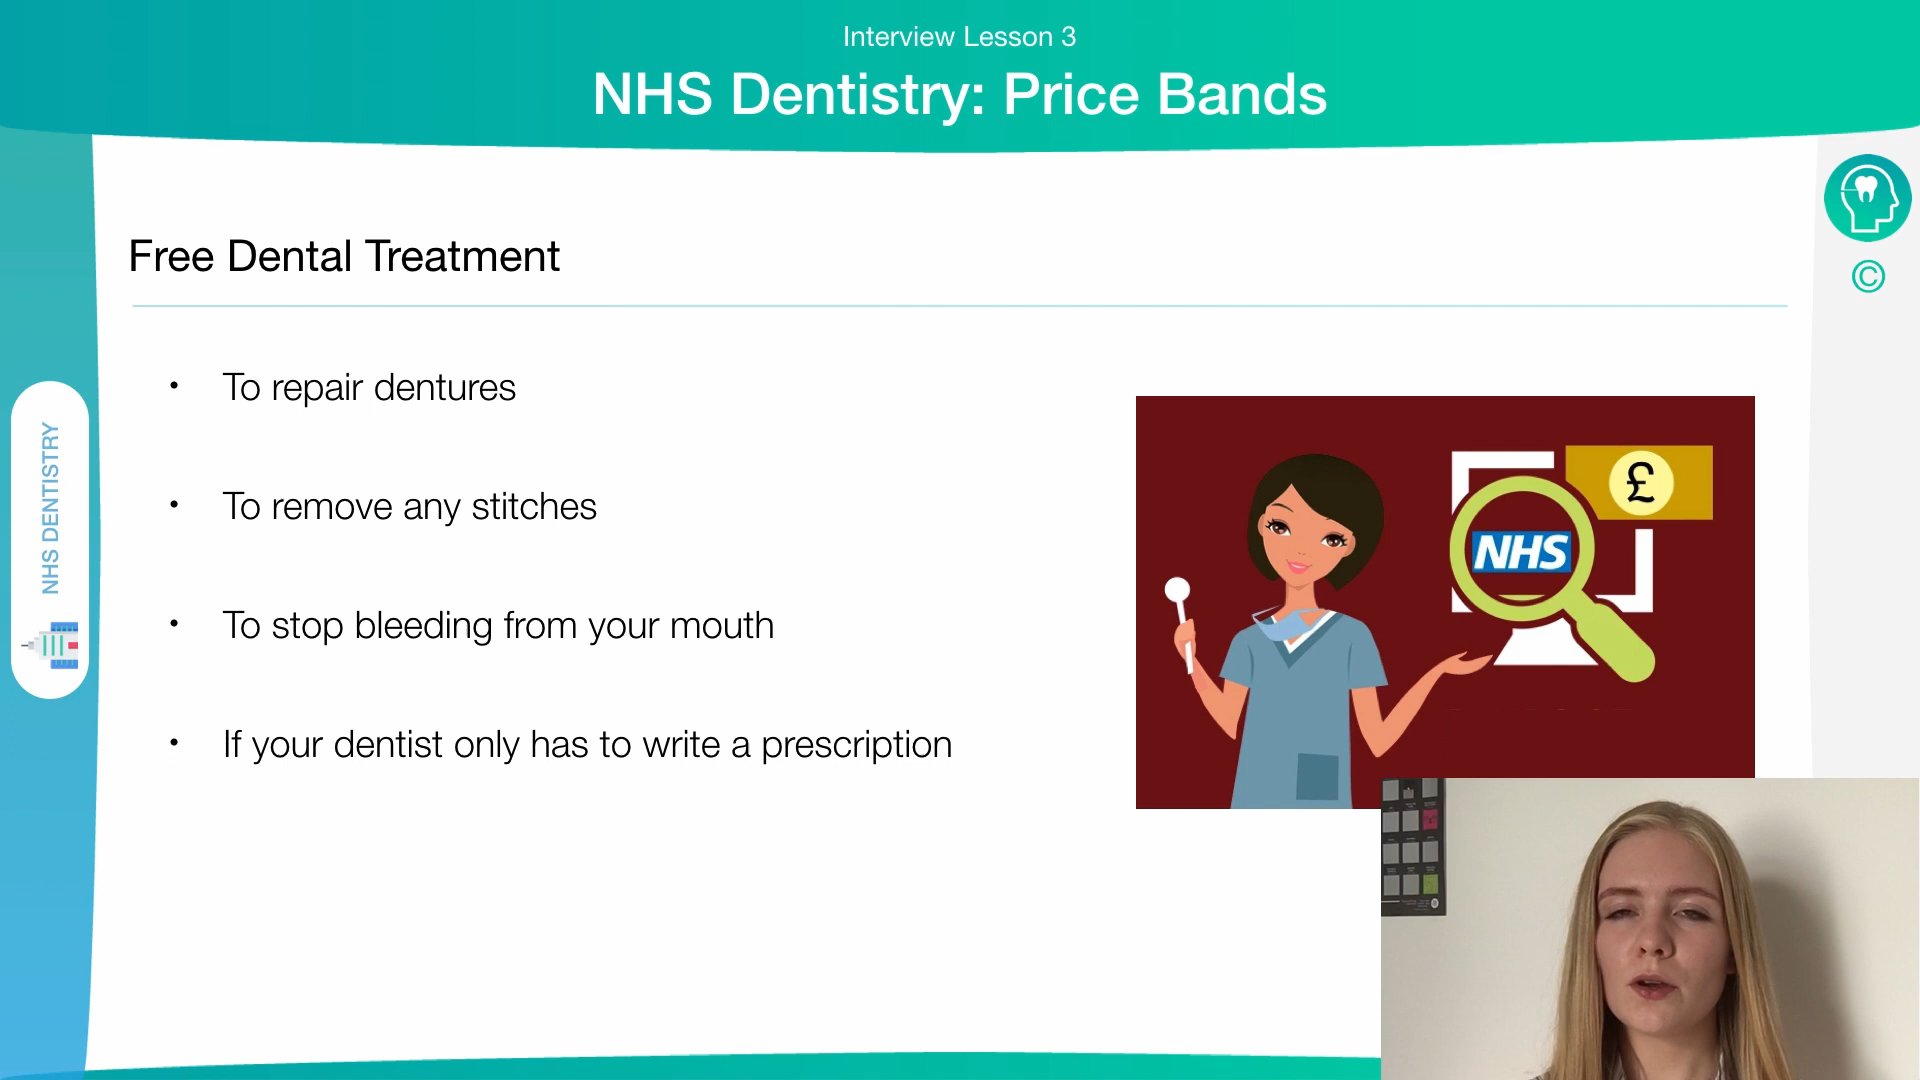 Interview Lesson 3
NHS Dentistry: Price Bands
©
Free Dental Treatment
• To repair dentures
• To remove any stitches
• To stop bleeding from your mouth
• If your dentist only has to write a prescription
NHS DENTISTRY
£
NHS